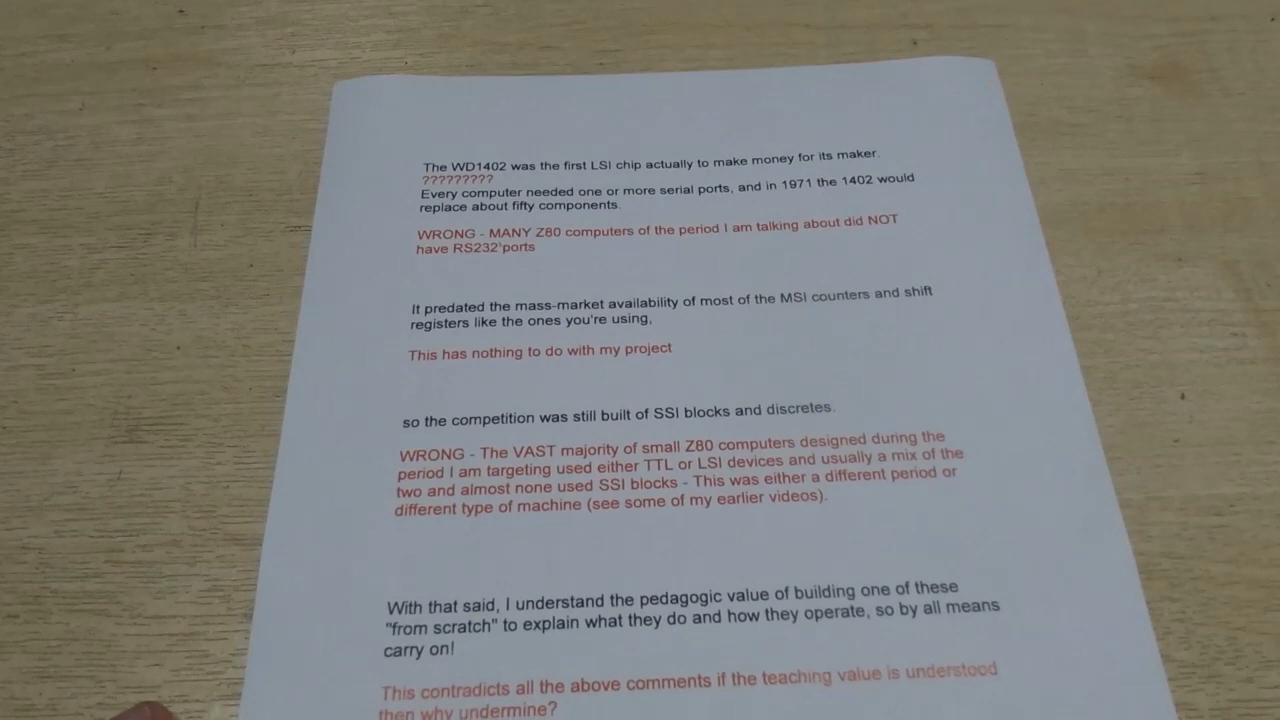 The WD1402 was the first LSI chip actually to make money for its maker.
?????????
Every computer needed one or more serial ports, and in 1971 the 1402 would
replace about fifty components.
WRONG - MANY Z80 computers of the period I am talking about did NOT
have RS232'ports
It predated the mass-market availability of most of the MSI counters and shift
registers like the ones you're using,
This has nothing to do with my project
so the competition was still built of SSI blocks and discretes.
WRONG - The VAST majority of small Z80 computers designed during the
period I am targeting used either TTL or LSI devices and usually a mix of the
two and almost none used SSI blocks - This was either a different period or
different type of machine (see some of my earlier videos).
With that said, I understand the pedagogic value of building one of these
"from scratch" to explain what they do and how they operate, so by all means
carry on!
This contradicts all the above comments if the teaching value is understood
then why undermine?